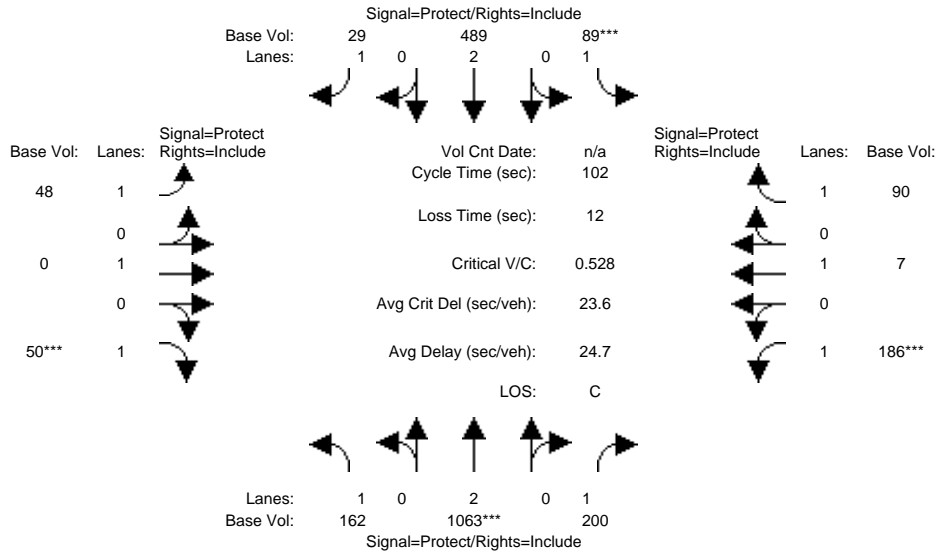 Signal=Protect/Rights=Include
Base Vol: 29 489 89***
Lanes: 1 0 2 0 1
Signal=Protect
Base Vol: Lanes: Rights=Include
Vol Cnt Date: n/a
Signal=Protect
Rights=Include Lanes: Base Vol:
Cycle Time (sec): 102
48 1
1 90
Loss Time (sec): 12
0
0
0 1
Critical V/C: 0.528
1 7
0
Avg Crit Del (sec/veh): 23.6
0
50*** 1
Avg Delay (sec/veh): 24.7
1 186***
LOS: C
Lanes: 1 0 2 0 1
Base Vol: 162 1063*** 200
Signal=Protect/Rights=Include